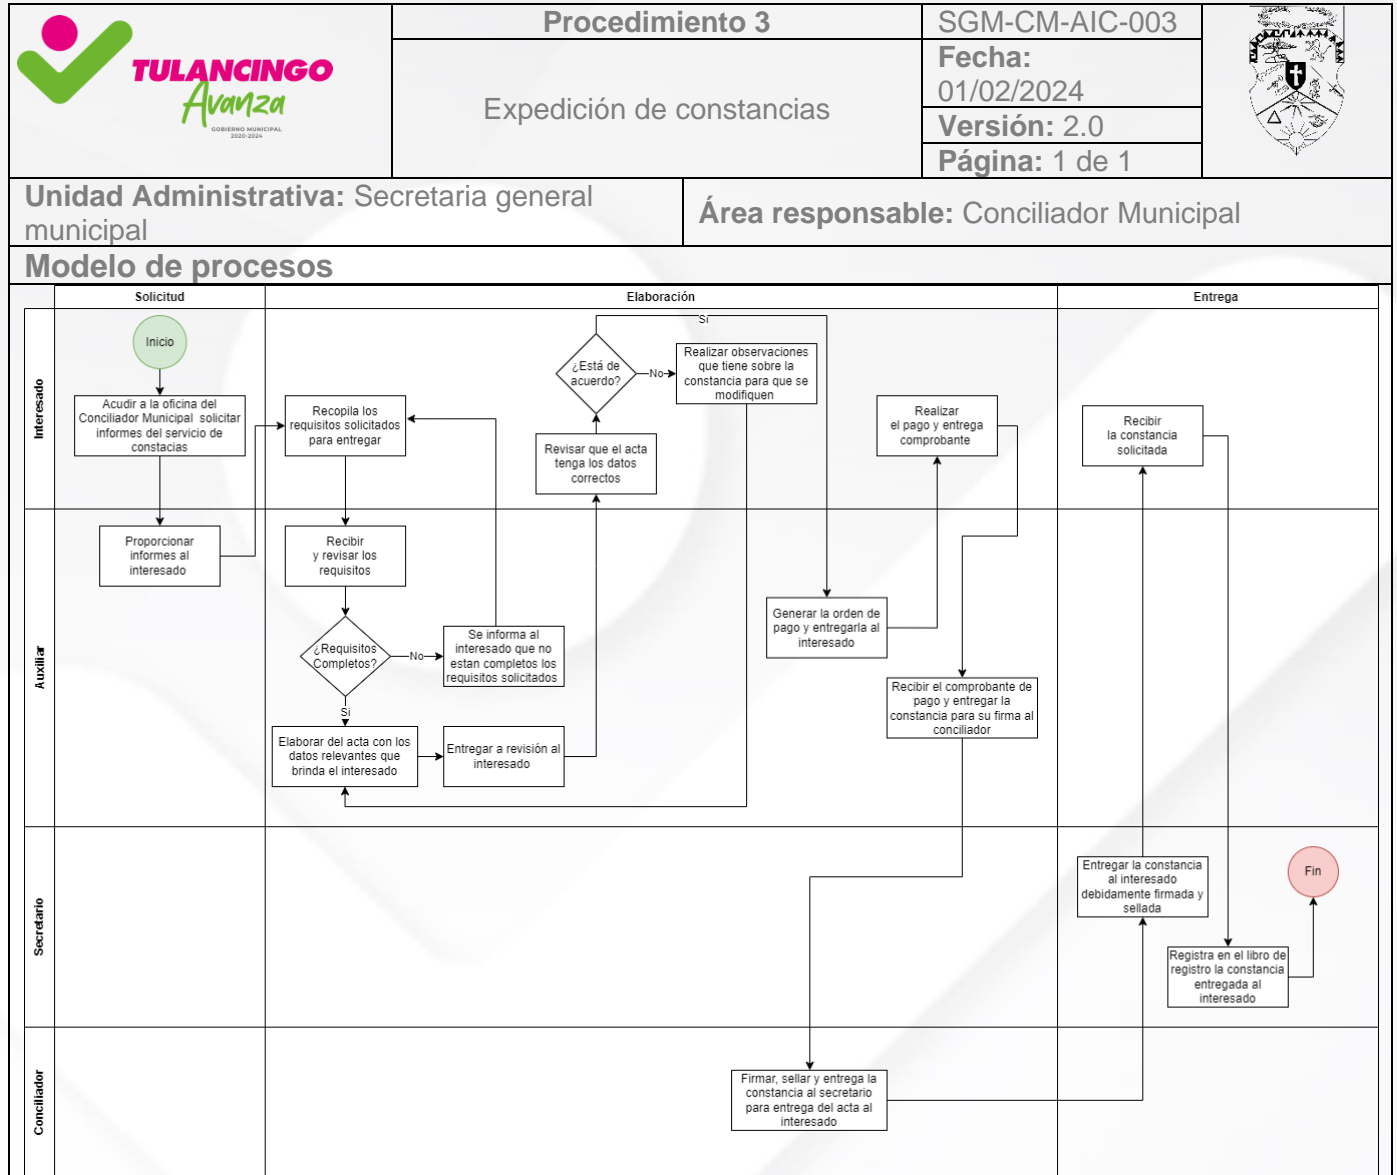 TULANCINGO
Avanza
GOBIERNO MUNICIPAL
2020-2024
Procedimiento 3
Expedición de constancias
SGM-CM-AIC-003
Fecha:
01/02/2024
Versión: 2.0
Página: 1 de 1
Unidad Administrativa: Secretaria general
municipal
Área responsable: Conciliador Municipal
Modelo de procesos
Solicitud
Elaboración
Entrega
Interesado
Inicio
Acudir a la oficina del
Conciliador Municipal solicitar
informes del servicio de
constacias
Recopila los
requisitos solicitados
para entregar
¿Está de
acuerdo?
Si
No
Realizar observaciones
que tiene sobre la
constancia para que se
modifiquen
Revisar que el acta
tenga los datos
correctos
Realizar
el pago y entrega
comprobante
Recibir
la constancia
solicitada
Auxiliar
Proporcionar
informes al
interesado
Recibir
y revisar los
requisitos
¿Requisitos
Completos?
No
Se informa al
interesado que no
estan completos los
requisitos solicitados
Si
Elaborar del acta con los
datos relevantes que
brinda el interesado
Entregar a revisión al
interesado
Generar la orden de
pago y entregarla al
interesado
Recibir el comprobante de
pago y entregar la
constancia para su firma al
conciliador
Secretario
Entregar la constancia
al interesado
debidamente firmada y
sellada
Fin
Registra en el libro de
registro la constancia
entregada al
interesado
Conciliador
Firmar, sellar y entrega la
constancia al secretario
para entrega del acta al
interesado